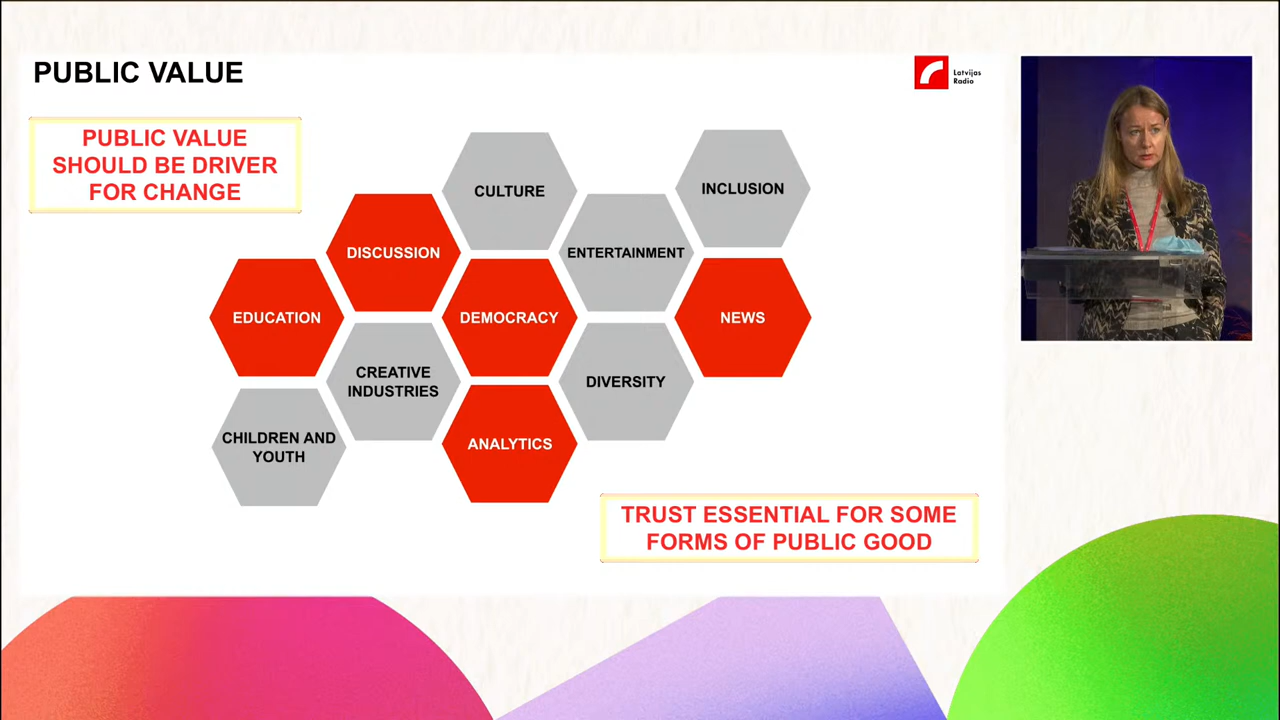 PUBLIC VALUE
Latvijas
Radio
PUBLIC VALUE
SHOULD BE DRIVER
FOR CHANGE
CULTURE
INCLUSION
DISCUSSION
ENTERTAINMENT
EDUCATION
DEMOCRACY
NEWS
CREATIVE
INDUSTRIES
DIVERSITY
CHILDREN AND
YOUTH
ANALYTICS
TRUST ESSENTIAL FOR SOME
FORMS OF PUBLIC GOOD